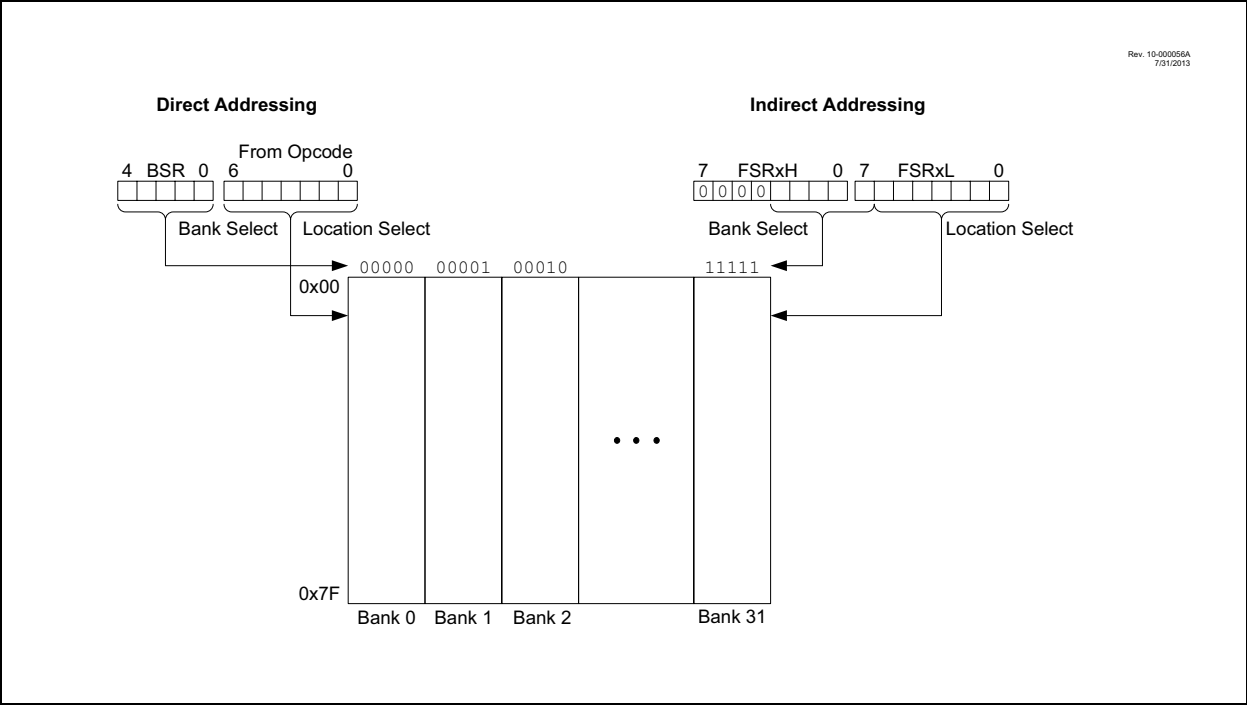 Rev. 10-000056A
7/31/2013
Direct Addressing
Indirect Addressing
From Opcode
4 BSR 0 6 0
7 FSRxH 0 7 FSRxL 0
0 0 0 0
Bank Select Location Select
Bank Select Location Select
00000 00001 00010 11111
0x00
0x7F
Bank 0 Bank 1 Bank 2 Bank 31